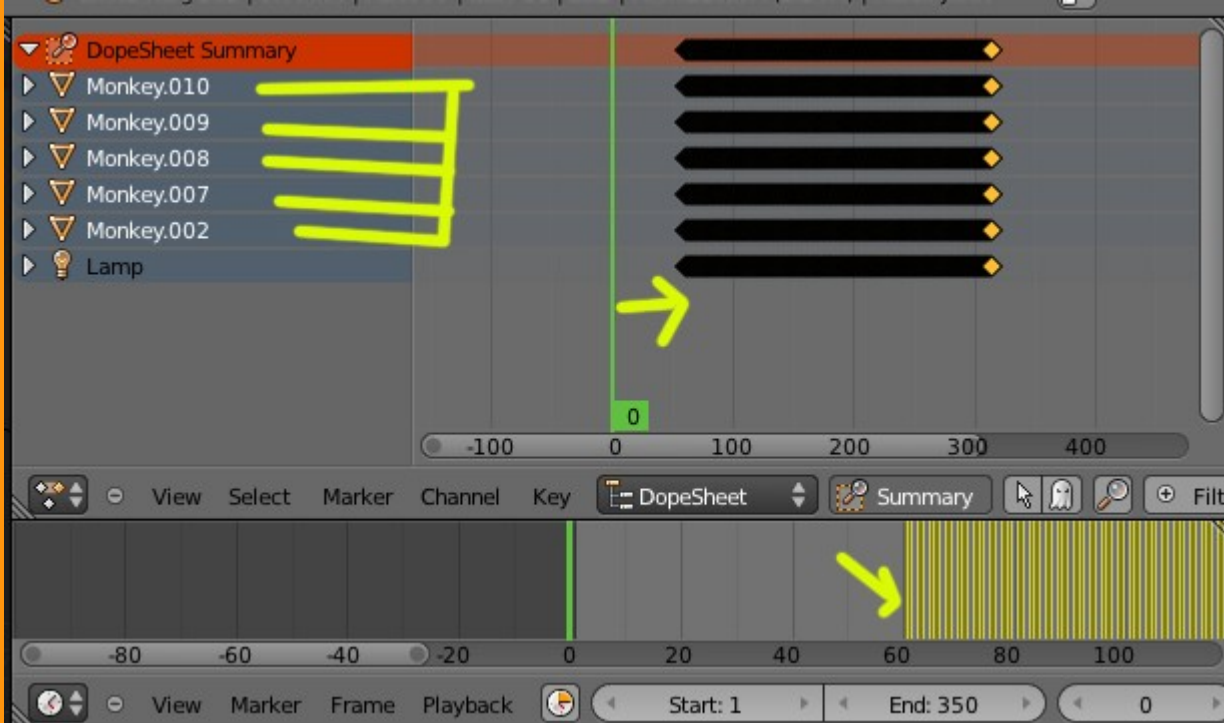 DopeSheet Summary
Monkey.010
Monkey.009
Monkey.008
Monkey.007
Monkey.002
Lamp
0
-100 0 100 200 300 400
View Select Marker Channel Key DopeSheet Summary Filt
-80 -60 -40 -20 0 20 40 60 80 100
View Marker Frame Playback Start: 1 End: 350 0